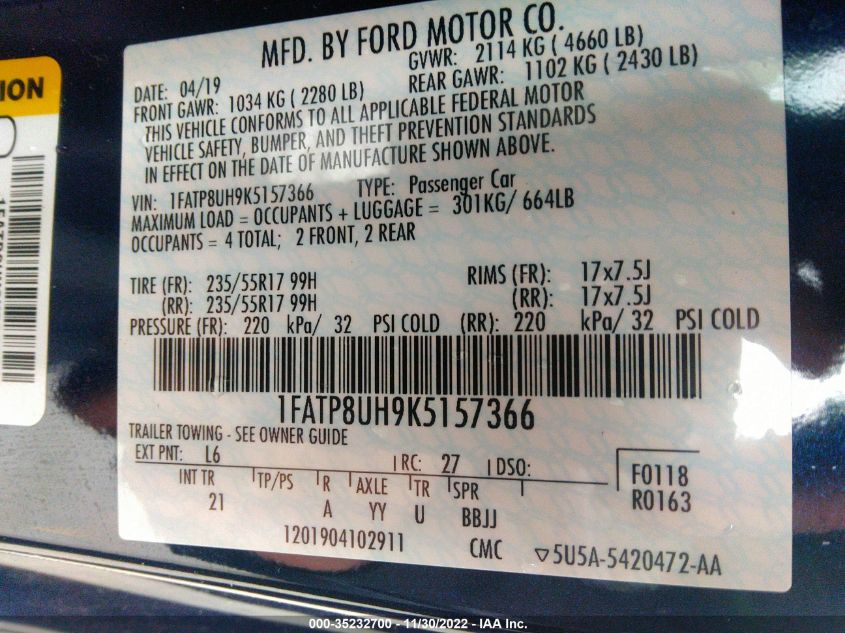 MFD. BY FORD MOTOR CO.
DATE: 04/19 GVWR: 2114 KG ( 4660 LB)
FRONT GAWR: 1034 KG ( 2280 LB) REAR GAWR: 1102 KG ( 2430 LB)
THIS VEHICLE CONFORMS TO ALL APPLICABLE FEDERAL MOTOR
VEHICLE SAFETY, BUMPER, AND THEFT PREVENTION STANDARDS
IN EFFECT ON THE DATE OF MANUFACTURE SHOWN ABOVE.
VIN: 1FATP8UH9K5157366 TYPE: Passenger Car
MAXIMUM LOAD = OCCUPANTS + LUGGAGE = 301KG/ 664LB
OCCUPANTS = 4 TOTAL; 2 FRONT, 2 REAR
TIRE (FR): 235/55R17 99H RIMS (FR): 17x7.5J
(RR): 235/55R17 99H (RR): 17x7.5J
PRESSURE (FR): 220 kPa/ 32 PSI COLD (RR): 220 kPa/ 32 PSI COLD
1FATP8UH9K5157366
TRAILER TOWING - SEE OWNER GUIDE
EXT PNT: L6 RC: 27 DSO:
INT TR TP/PS R AXLE TR SPR
21 A YY U BBJJ
F0118
R0163
1201904102911 CMC ▽5U5A-5420472-AA
ION
000-35232700 - 11/30/2022 - IAA Inc.